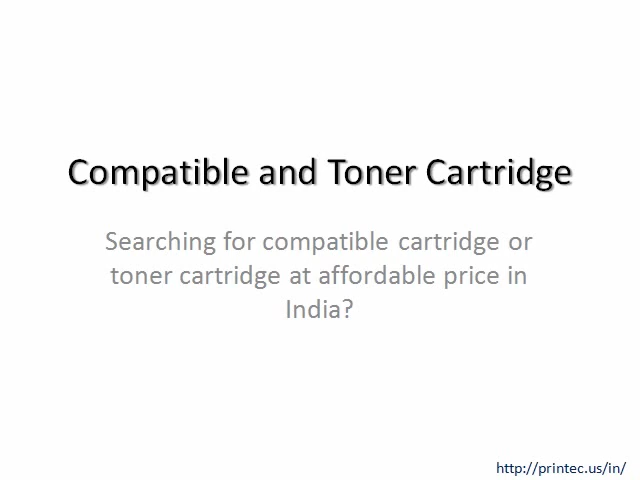 Compatible and Toner Cartridge
Searching for compatible cartridge or
toner cartridge at affordable price in
India?
http://printec.us/in/